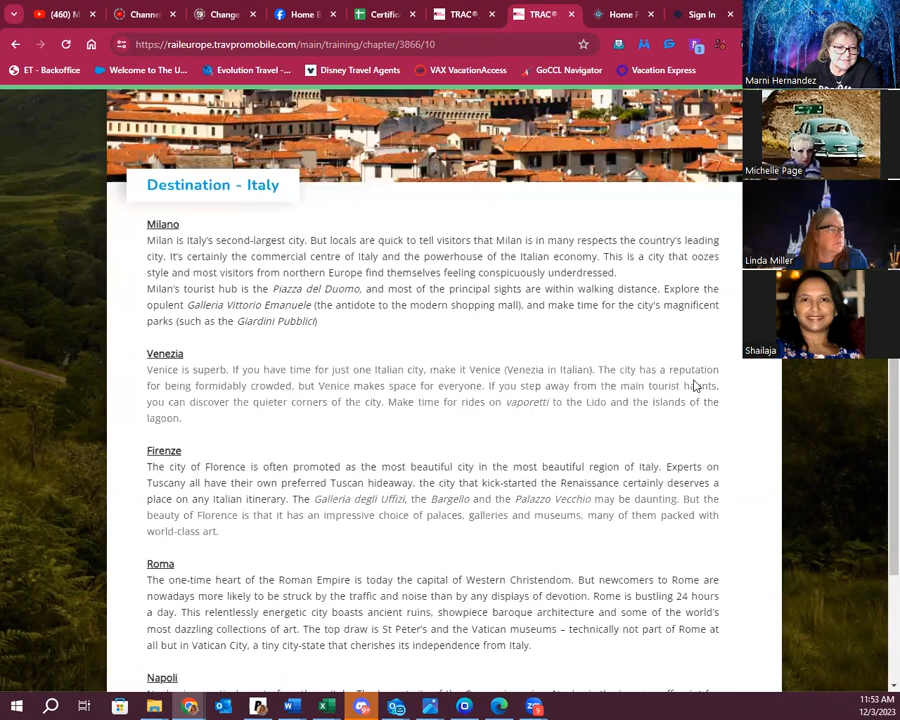 (460) M
Channel
Change
Home B
Certifica
TRAC®
TRAC®
Home P
Sign In
https://raileurope.travpromobile.com/main/training/chapter/3866/10
ET - Backoffice
Welcome to The U...
Evolution Travel -...
Disney Travel Agents
VAX VacationAccess
GoCCL Navigator
Vacation Express
Marni Hernandez
Michelle Page
Linda Miller
Shailaja
Destination - Italy
Milano
Milan is Italy's second-largest city. But locals are quick to tell visitors that Milan is in many respects the country's leading
city. It's certainly the commercial centre of Italy and the powerhouse of the Italian economy. This is a city that oozes
style and most visitors from northern Europe find themselves feeling conspicuously underdressed.
Milan's tourist hub is the Piazza del Duomo, and most of the principal sights are within walking distance. Explore the
opulent Galleria Vittorio Emanuele (the antidote to the modern shopping mall), and make time for the city's magnificent
parks (such as the Giardini Pubblici)
Venezia
Venice is superb. If you have time for just one Italian city, make it Venice (Venezia in Italian). The city has a reputation
for being formidably crowded, but Venice makes space for everyone. If you step away from the main tourist haunts,
you can discover the quieter corners of the city. Make time for rides on vaporetti to the Lido and the islands of the
lagoon.
Firenze
The city of Florence is often promoted as the most beautiful city in the most beautiful region of Italy. Experts on
Tuscany all have their own preferred Tuscan hideaway, the city that kick-started the Renaissance certainly deserves a
place on any Italian itinerary. The Galleria degli Uffizi, the Bargello and the Palazzo Vecchio may be daunting. But the
beauty of Florence is that it has an impressive choice of palaces, galleries and museums, many of them packed with
world-class art.
Roma
The one-time heart of the Roman Empire is today the capital of Western Christendom. But newcomers to Rome are
nowadays more likely to be struck by the traffic and noise than by any displays of devotion. Rome is bustling 24 hours
a day. This relentlessly energetic city boasts ancient ruins, showpiece baroque architecture and some of the world's
most dazzling collections of art. The top draw is St Peter's and the Vatican museums – technically not part of Rome at
all but in Vatican City, a tiny city-state that cherishes its independence from Italy.
Napoli
11:53 AM
12/3/2023